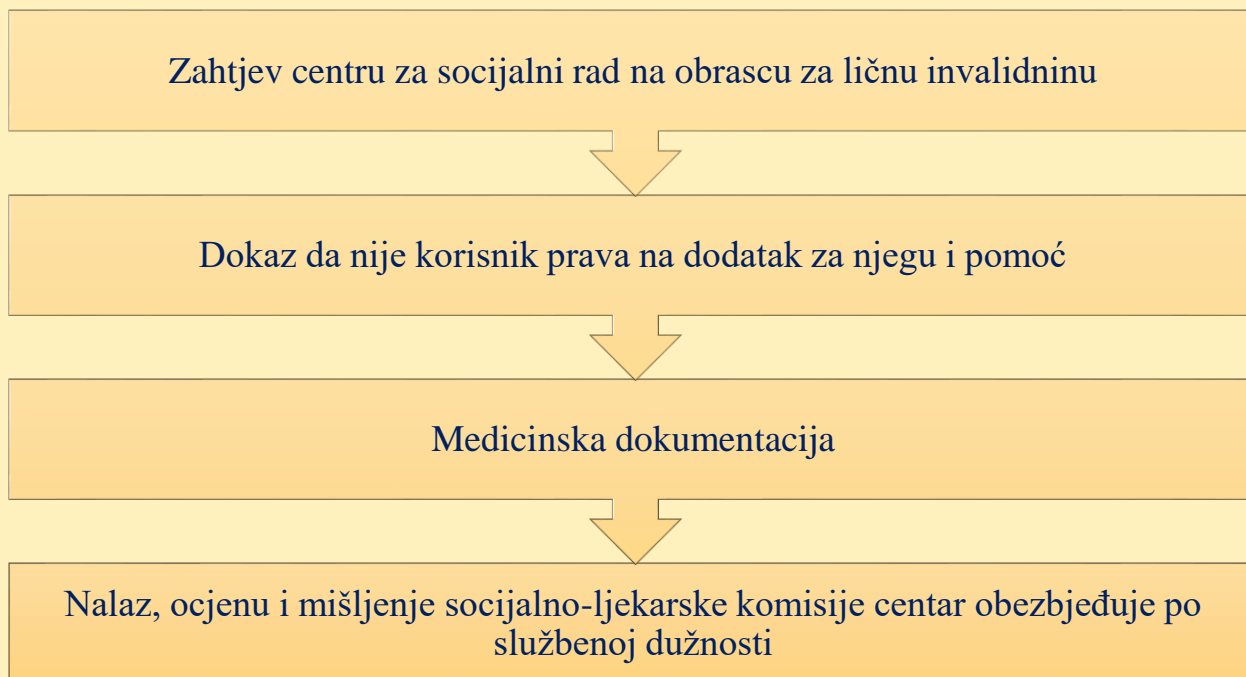 Zahtjev centru za socijalni rad na obrascu za ličnu invalidninu
Dokaz da nije korisnik prava na dodatak za njegu i pomoć
Medicinska dokumentacija
Nalaz, ocjenu i mišljenje socijalno-ljekarske komisije centar obezbjeđuje po
službenoj dužnosti